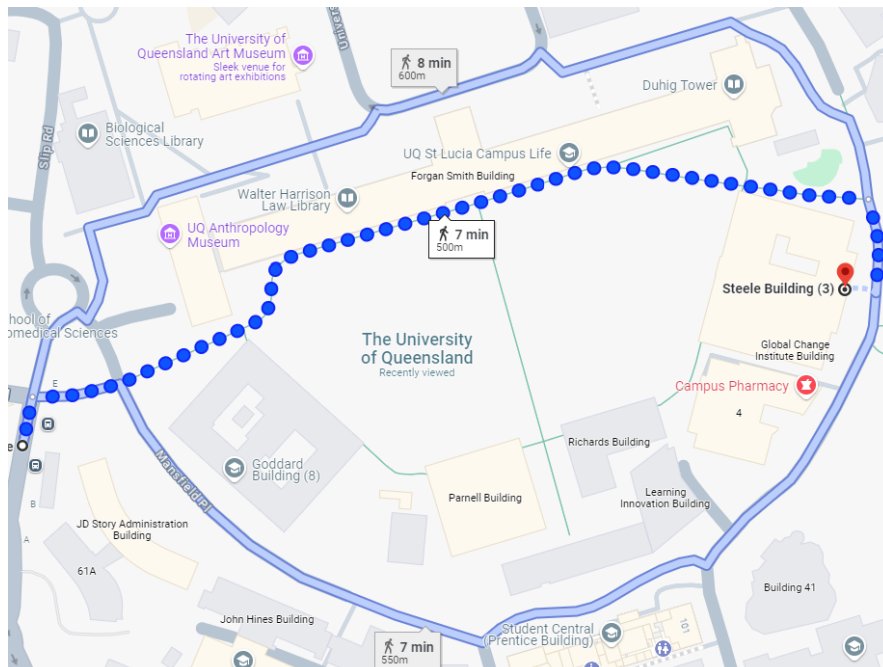 The University of
Queensland Art Museum
Sleek venue for
rotating art exhibitions
Univers
8 min
600m
Duhig Tower
Slip Rd
Biological
Sciences Library
UQ St Lucia Campus Life
Forgan Smith Building
Walter Harrison
Law Library
UQ Anthropology
Museum
7 min
500m
Steele Building (3)
hool of
omedical Sciences
The University
of Queensland
Recently viewed
Global Change
Institute Building
Campus Pharmacy
E
4
e
Richards Building
Mansfield Pl
Goddard
Building (8)
Parnell Building
Learning
Innovation Building
B
JD Story Administration
Building
A
61A
Building 41
John Hines Building
Student Central
(Prentice Building)
101
7 min
550m